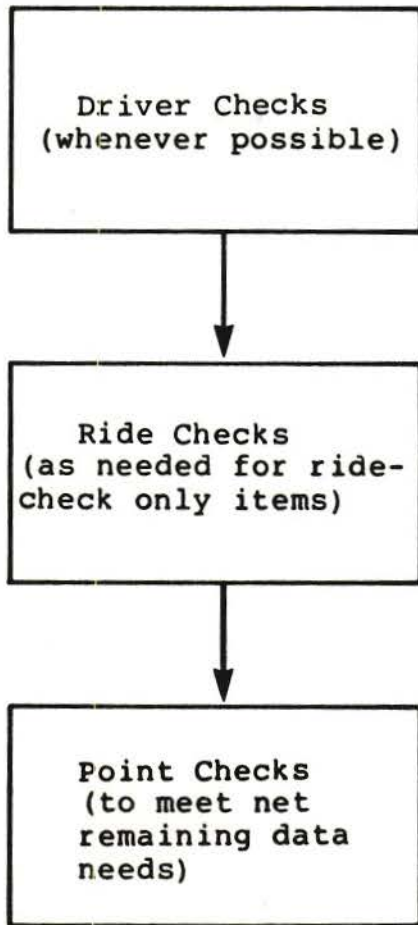 Driver Checks
(whenever possible)
Ride Checks
(as needed for ride-
check only items)
Point Checks
(to meet net
remaining data
needs)